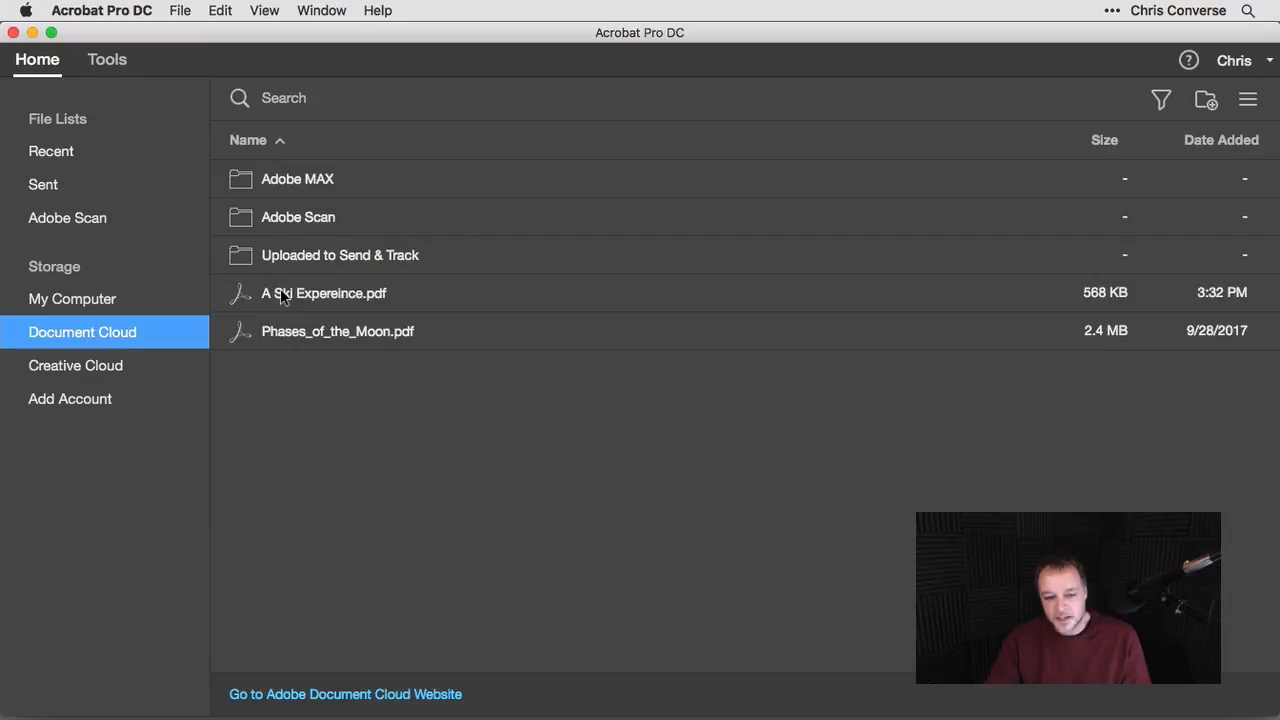 Acrobat Pro DC File Edit View Window Help ••• Chris Converse
Acrobat Pro DC
Home Tools ? Chris
Search
File Lists
Recent
Sent
Adobe Scan
Storage
My Computer
Document Cloud
Creative Cloud
Add Account
Name Size Date Added
Adobe MAX - -
Adobe Scan - -
Uploaded to Send & Track - -
A Ski Expereince.pdf 568 KB 3:32 PM
Phases_of_the_Moon.pdf 2.4 MB 9/28/2017
Go to Adobe Document Cloud Website